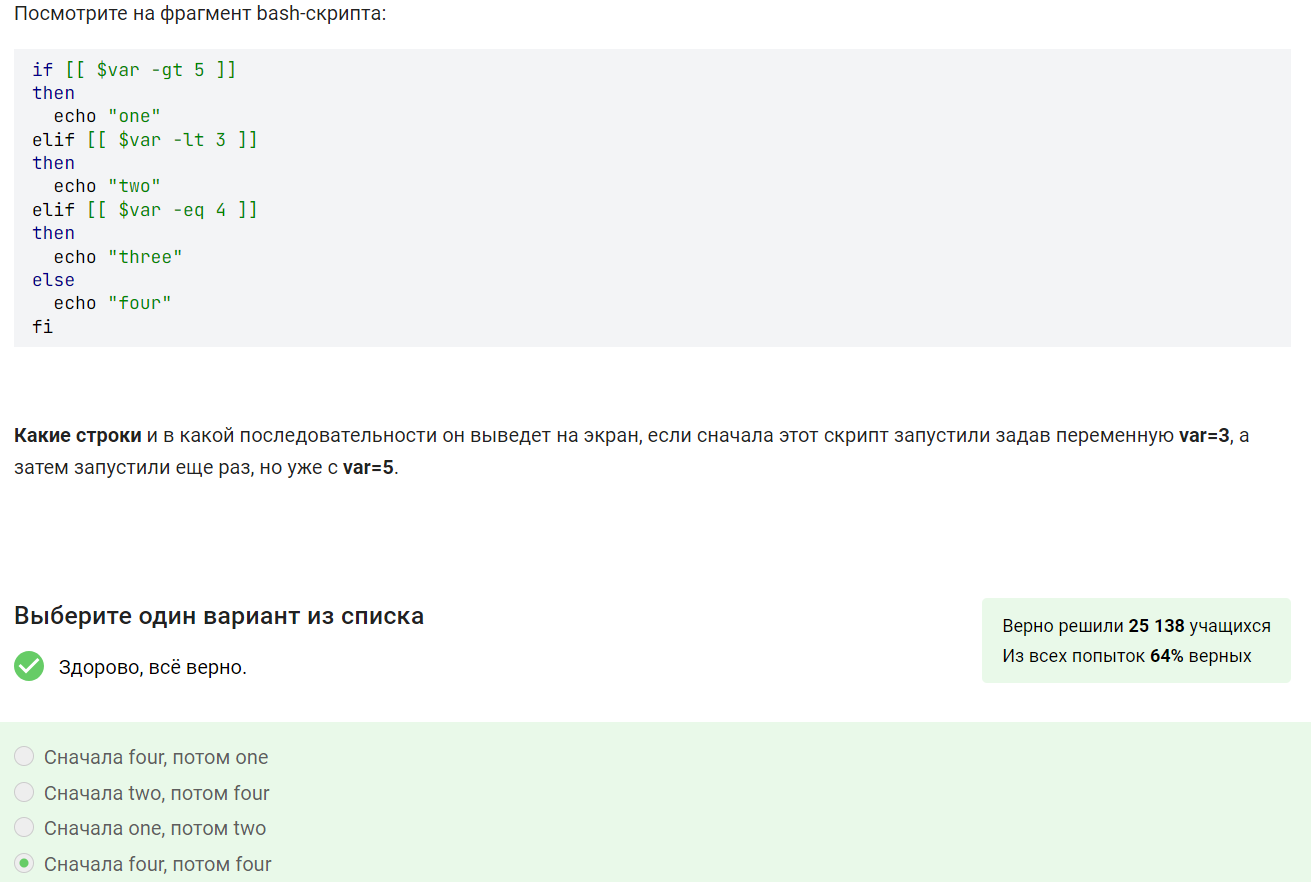 Посмотрите на фрагмент bash-скрипта:
if [[ $var -gt 5 ]]
then
  echo "one"
elif [[ $var -lt 3 ]]
then
  echo "two"
elif [[ $var -eq 4 ]]
then
  echo "three"
else
  echo "four"
fi
Какие строки и в какой последовательности он выведет на экран, если сначала этот скрипт запустили задав переменную var=3, а
затем запустили еще раз, но уже с var=5.
Выберите один вариант из списка
Здорово, всё верно.
Верно решили 25 138 учащихся
Из всех попыток 64% верных
Сначала four, потом one
Сначала two, потом four
Сначала one, потом two
Сначала four, потом four